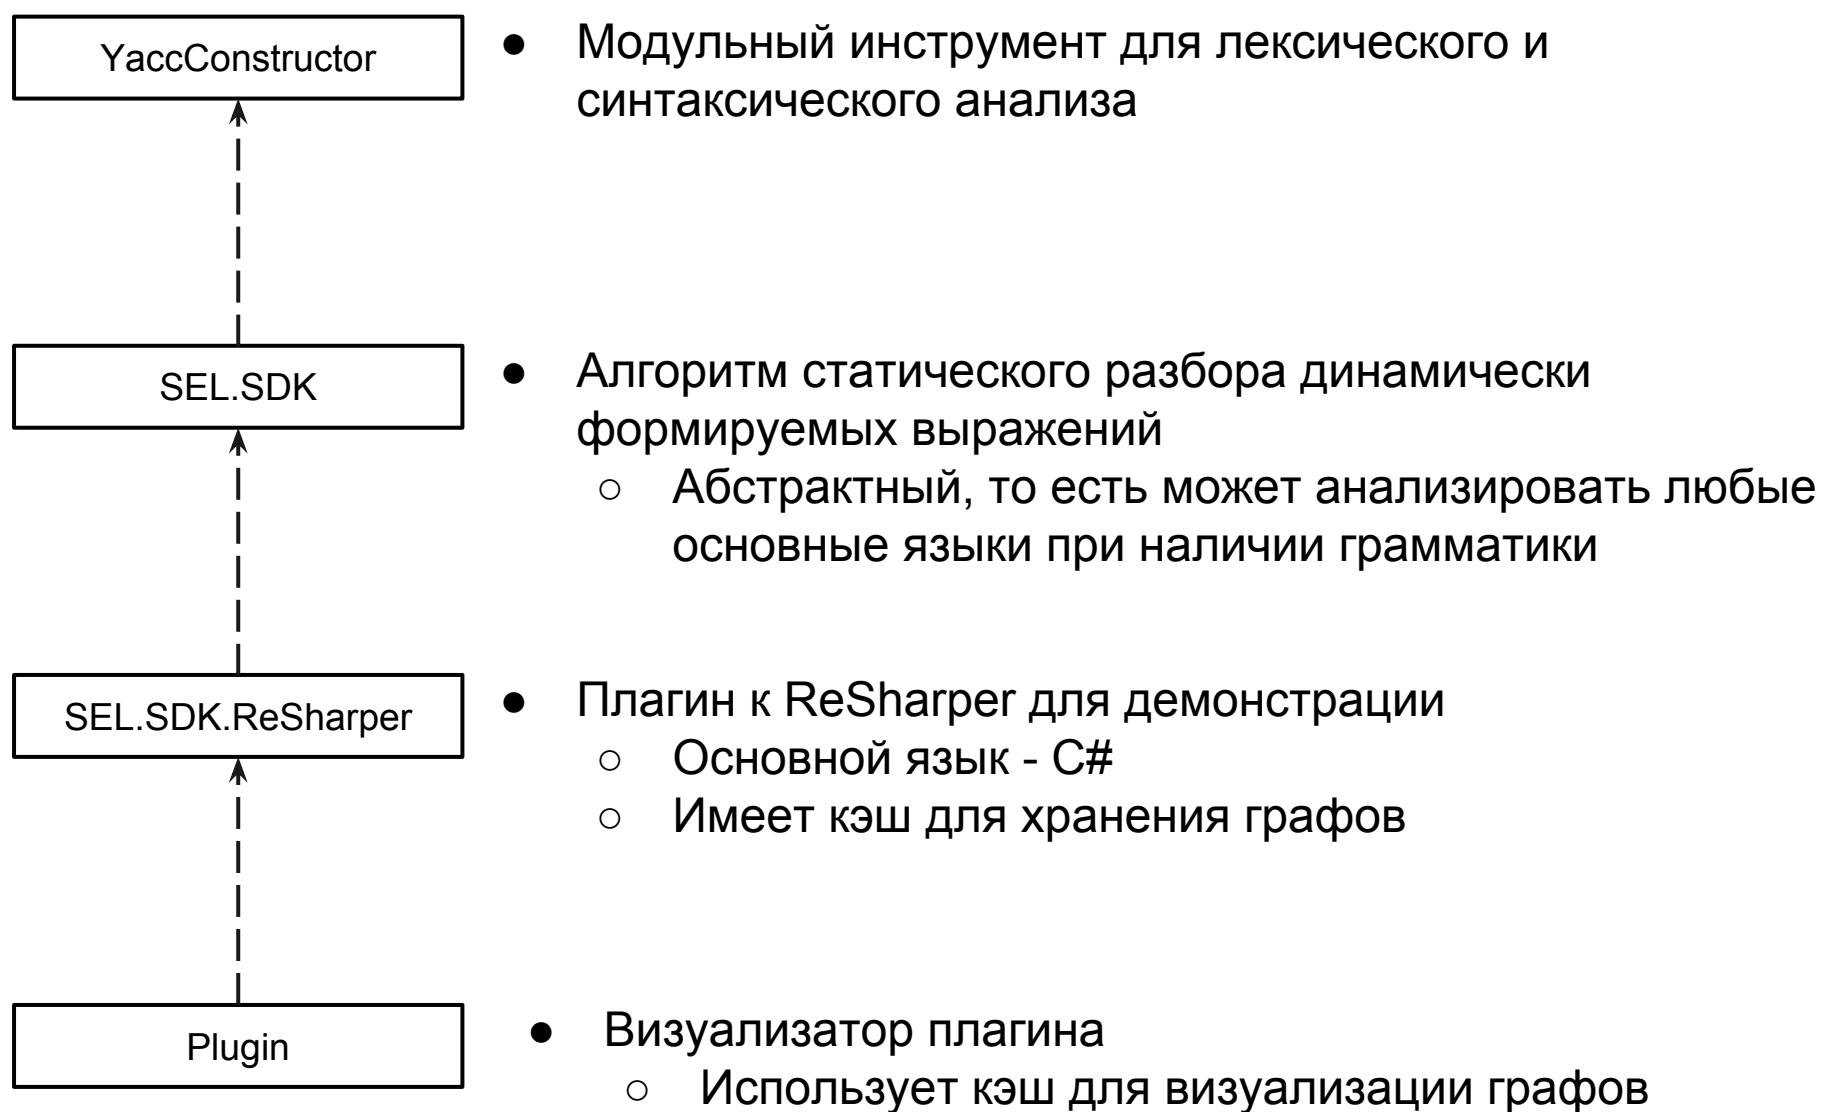 YaccConstructor
● Модульный инструмент для лексического и
синтаксического анализа
SEL.SDK
● Алгоритм статического разбора динамически
формируемых выражений
○ Абстрактный, то есть может анализировать любые
основные языки при наличии грамматики
SEL.SDK.ReSharper
● Плагин к ReSharper для демонстрации
○ Основной язык - C#
○ Имеет кэш для хранения графов
Plugin
● Визуализатор плагина
○ Использует кэш для визуализации графов